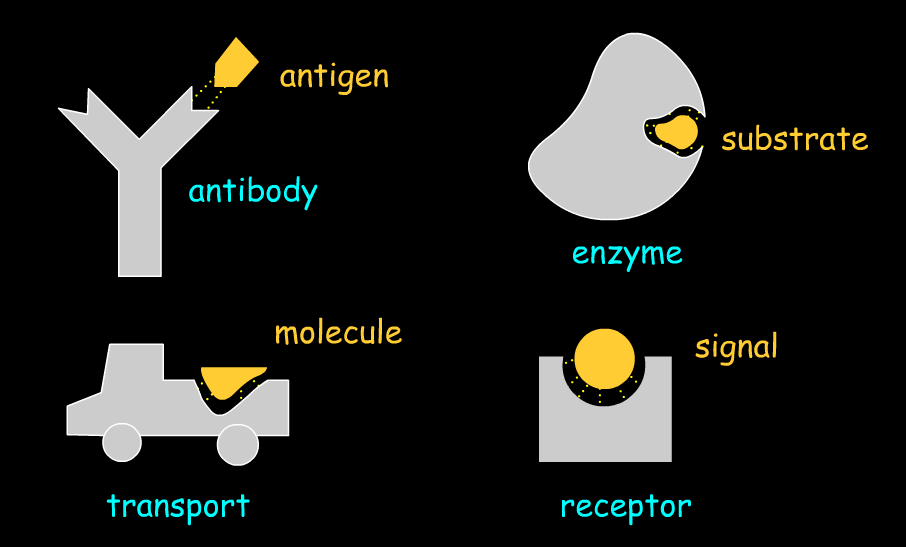 antigen
antibody
substrate
enzyme
molecule
transport
signal
receptor